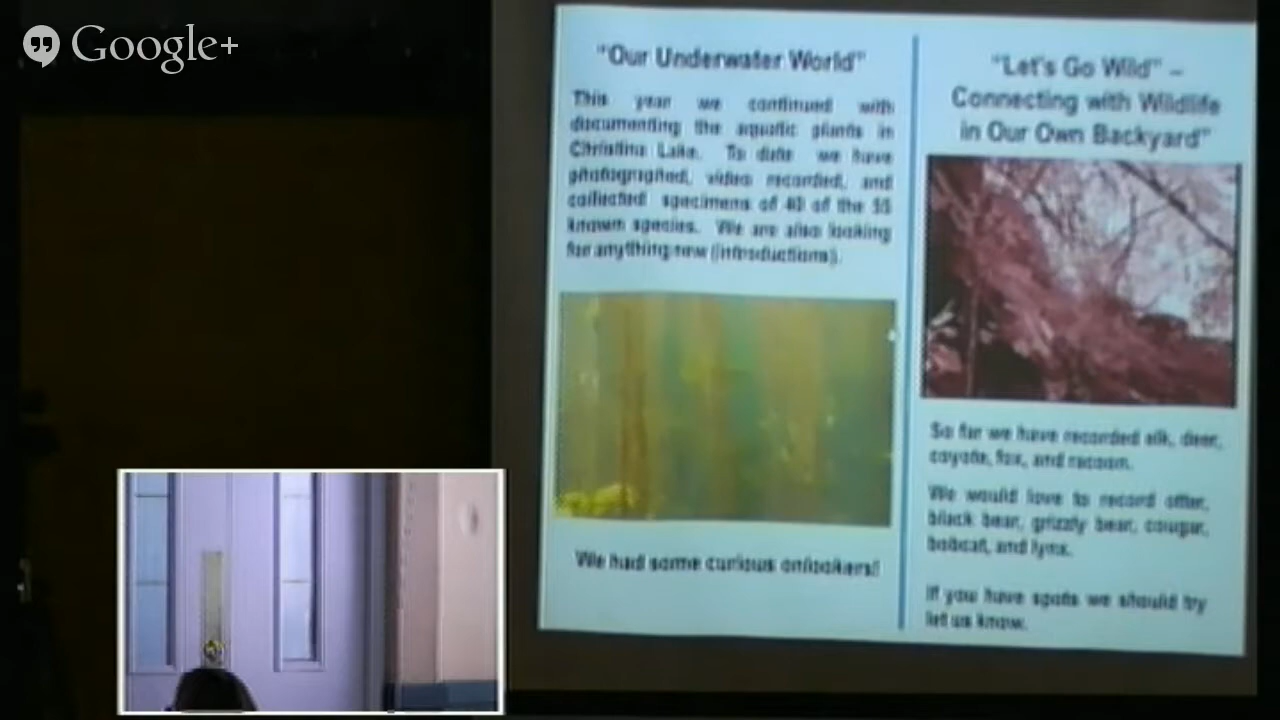 Google+
"Our Underwater World"
This year we continued with
documenting the aquatic plants in
Christina Lake. To date we have
photographed, video recorded, and
collected specimens of 40 of the 55
known species. We are also looking
for anything new (introductions).
We had some curious onlookers!
"Let's Go Wild" –
Connecting with Wildlife
in Our Own Backyard"
So far we have recorded elk, deer,
coyote, fox, and racoon.
We would love to record otter,
black bear, grizzly bear, cougar,
bobcat, and lynx.
If you have spots we should try
let us know.